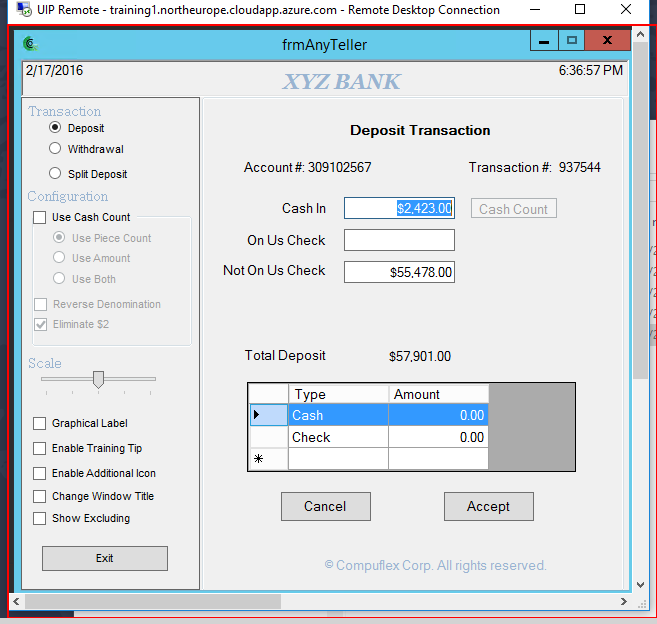 UIP Remote - training1.northeurope.cloudapp.azure.com - Remote Desktop Connection
frmAnyTeller
2/17/2016
XYZ BANK
6:36:57 PM
Transaction
Deposit
Withdrawal
Split Deposit
Configuration
Use Cash Count
Use Piece Count
Use Amount
Use Both
Reverse Denomination
Eliminate $2
Scale
Graphical Label
Enable Training Tip
Enable Additional Icon
Change Window Title
Show Excluding
Exit
Deposit Transaction
Account #: 309102567 Transaction #: 937544
Cash In $2,423.00 Cash Count
On Us Check
Not On Us Check $55,478.00
Total Deposit $57,901.00
Type Amount
Cash 0.00
Check 0.00
Cancel Accept
© Compuflex Corp. All rights reserved.